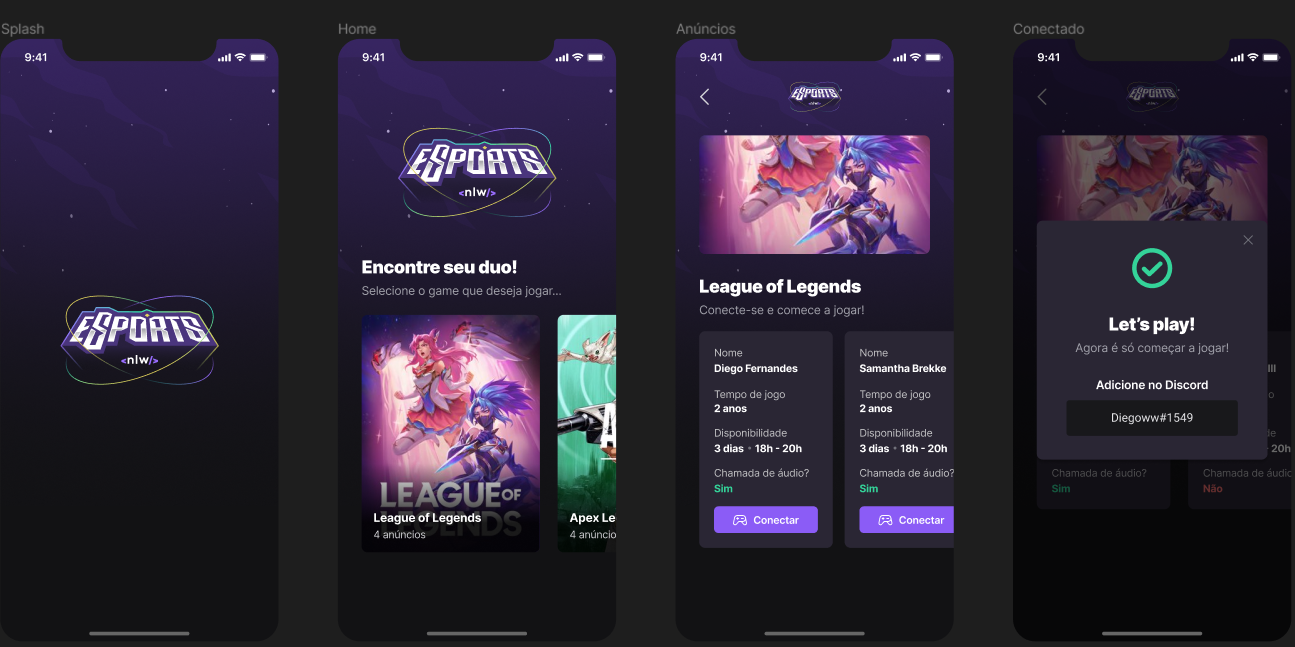 Splash
9:41
ESPORTS
<nlw/>
Home
9:41
ESPORTS
<nlw/>
Encontre seu duo!
Selecione o game que deseja jogar...
LEAGUE OF
LEGENDS
League of Legends
4 anúncios
A
Apex Le
4 anúncio
Anúncios
9:41
ESPORTS
<nlw/>
League of Legends
Conecte-se e comece a jogar!
Nome
Diego Fernandes
Tempo de jogo
2 anos
Disponibilidade
3 dias • 18h - 20h
Chamada de áudio?
Sim
Conectar
Nome
Samantha Brekke
Tempo de jogo
2 anos
Disponibilidade
3 dias • 18h - 20h
Chamada de áudio?
Sim
Conectar
Conectado
9:41
ESPORTS
<nlw/>
Let’s play!
Agora é só começar a jogar!
Adicione no Discord
Diegoww#1549
Chamada de áudio?
Sim
ill
o
de
20h
Chamada de áudio
Não